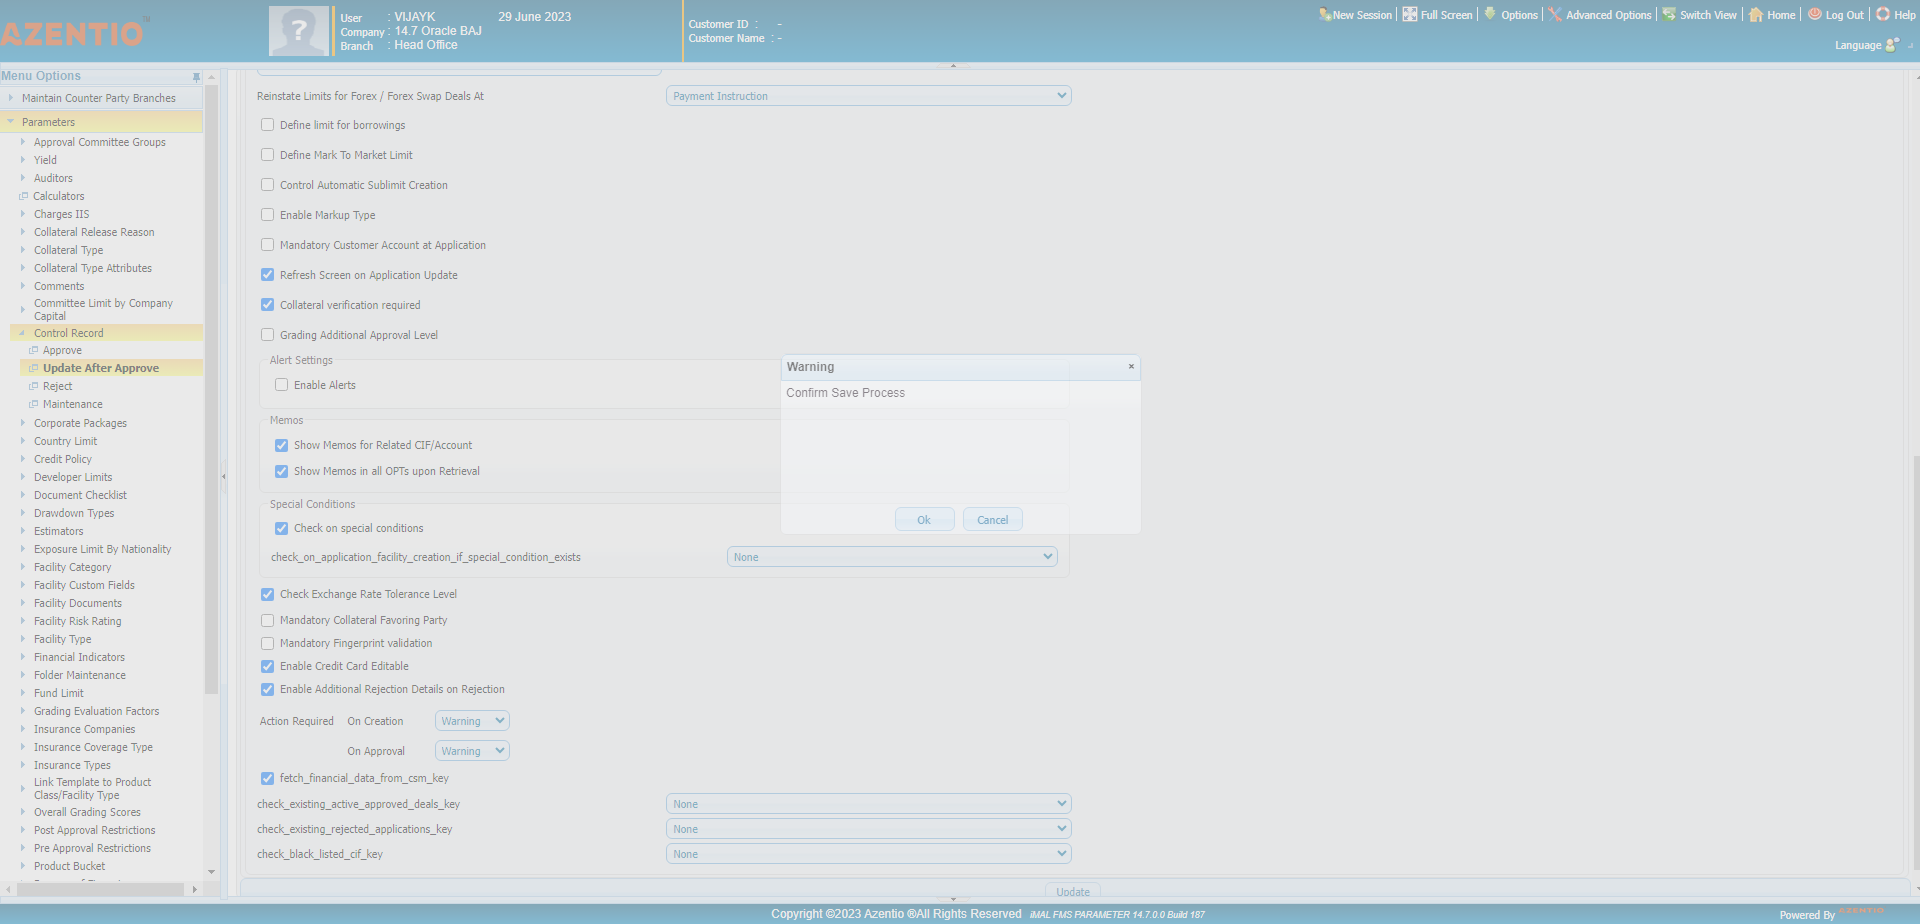 AZENTIO
User : VIJAYK 29 June 2023
Company : 14.7 Oracle BAJ
Branch : Head Office
Customer ID : -
Customer Name : -
New Session | Full Screen | Options | Advanced Options | Switch View | Home | Log Out | Help
Language
Menu Options
Maintain Counter Party Branches
Parameters
Approval Committee Groups
Yield
Auditors
Calculators
Charges IIS
Collateral Release Reason
Collateral Type
Collateral Type Attributes
Comments
Committee Limit by Company
Capital
Control Record
Approve
Update After Approve
Reject
Maintenance
Corporate Packages
Country Limit
Credit Policy
Developer Limits
Document Checklist
Drawdown Types
Estimators
Exposure Limit By Nationality
Facility Category
Facility Custom Fields
Facility Documents
Facility Risk Rating
Facility Type
Financial Indicators
Folder Maintenance
Fund Limit
Grading Evaluation Factors
Insurance Companies
Insurance Coverage Type
Insurance Types
Link Template to Product
Class/Facility Type
Overall Grading Scores
Post Approval Restrictions
Pre Approval Restrictions
Product Bucket
Reinstate Limits for Forex / Forex Swap Deals At Payment Instruction
Define limit for borrowings
Define Mark To Market Limit
Control Automatic Sublimit Creation
Enable Markup Type
Mandatory Customer Account at Application
Refresh Screen on Application Update
Collateral verification required
Grading Additional Approval Level
Alert Settings
Enable Alerts
Memos
Show Memos for Related CIF/Account
Show Memos in all OPTs upon Retrieval
Special Conditions
Check on special conditions
check_on_application_facility_creation_if_special_condition_exists None
Check Exchange Rate Tolerance Level
Mandatory Collateral Favoring Party
Mandatory Fingerprint validation
Enable Credit Card Editable
Enable Additional Rejection Details on Rejection
Action Required On Creation Warning
On Approval Warning
fetch_financial_data_from_csm_key
check_existing_active_approved_deals_key None
check_existing_rejected_applications_key None
check_black_listed_cif_key None
Update
Warning
Confirm Save Process
Ok Cancel
Copyright ©2023 Azentio ®All Rights Reserved iMAL FMS PARAMETER 14.7.0.0 Build 187
Powered By AZENTIO